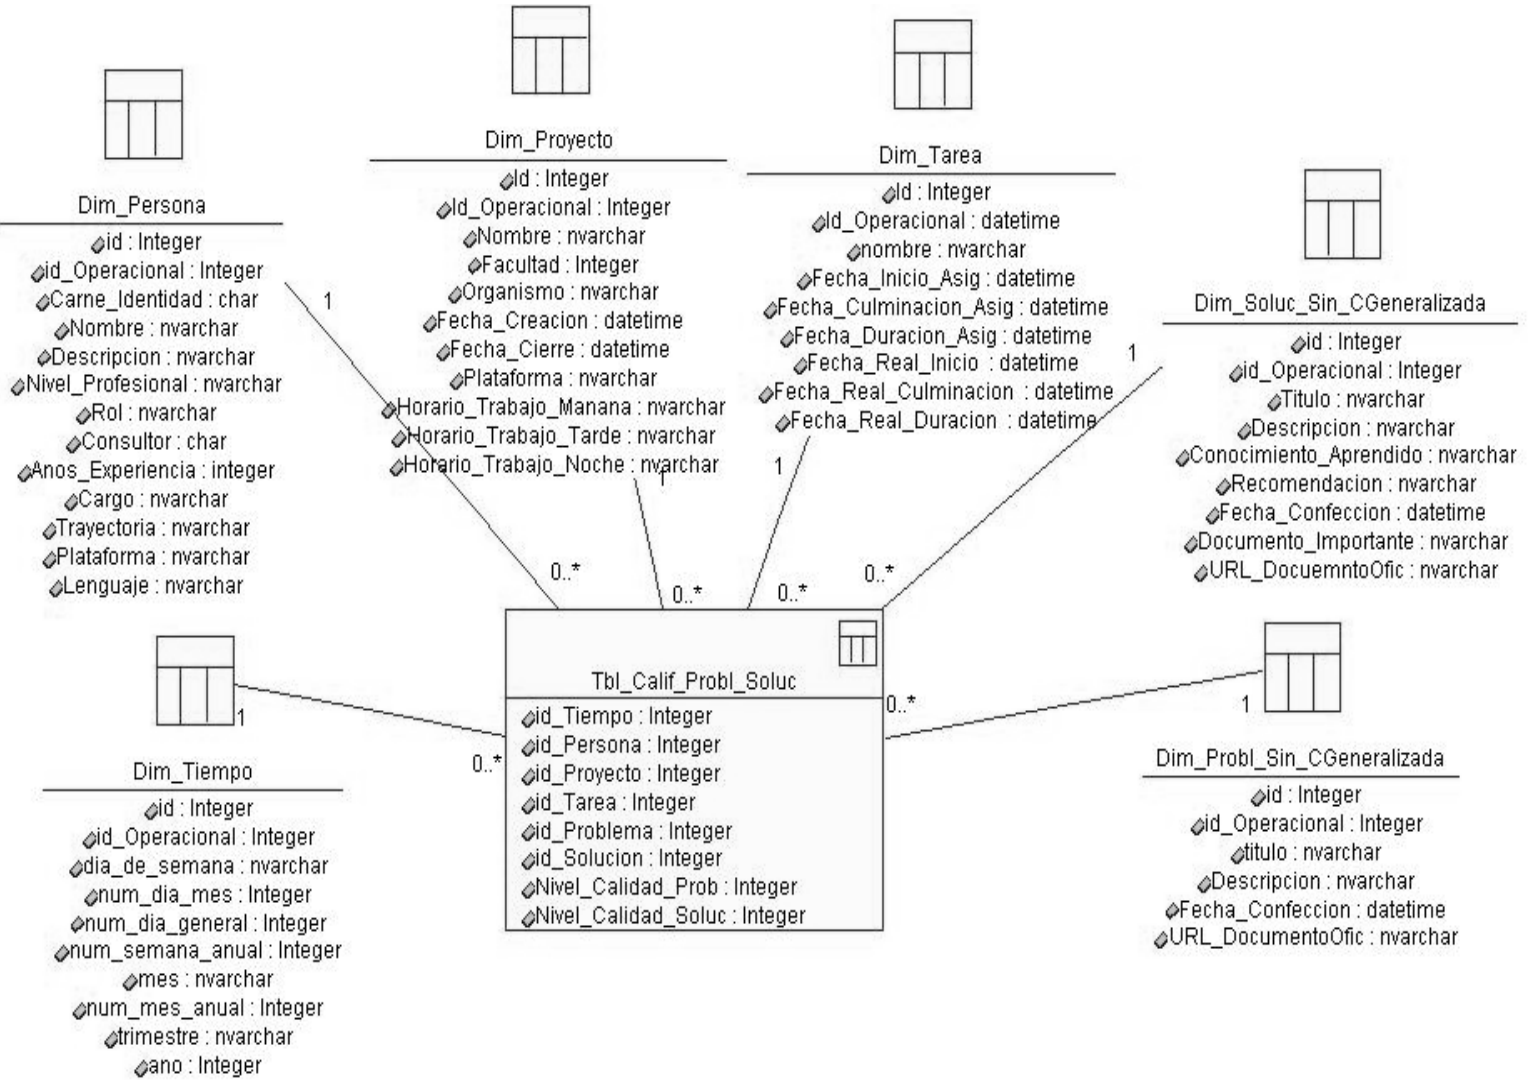 Dim_Persona
id : Integer
id_Operacional : Integer
Carne_Identidad : char
Nombre : nvarchar
Descripcion : nvarchar
Nivel_Profesional : nvarchar
Rol : nvarchar
Consultor : char
Anos_Experiencia : integer
Cargo : nvarchar
Trayectoria : nvarchar
Plataforma : nvarchar
Lenguaje : nvarchar
1
0..*
Dim_Proyecto
Id : Integer
Id_Operacional : Integer
Nombre : nvarchar
Facultad : Integer
Organismo : nvarchar
Fecha_Creacion : datetime
Fecha_Cierre : datetime
Plataforma : nvarchar
Horario_Trabajo_Manana : nvarchar
Horario_Trabajo_Tarde : nvarchar
Horario_Trabajo_Noche : nvarchar
1
0..*
Dim_Tarea
Id : Integer
Id_Operacional : datetime
nombre : nvarchar
Fecha_Inicio_Asig : datetime
Fecha_Culminacion_Asig : datetime
Fecha_Duracion_Asig : datetime
Fecha_Real_Inicio : datetime
Fecha_Real_Culminacion : datetime
Fecha_Real_Duracion : datetime
1
0..*
Dim_Soluc_Sin_CGeneralizada
id : Integer
id_Operacional : Integer
Titulo : nvarchar
Descripcion : nvarchar
Conocimiento_Aprendido : nvarchar
Recomendacion : nvarchar
Fecha_Confeccion : datetime
Documento_Importante : nvarchar
URL_DocuemntoOfic : nvarchar
1
0..*
Dim_Tiempo
id : Integer
id_Operacional : Integer
dia_de_semana : nvarchar
num_dia_mes : Integer
num_dia_general : Integer
num_semana_anual : Integer
mes : nvarchar
num_mes_anual : Integer
trimestre : nvarchar
ano : Integer
1
0..*
Tbl_Calif_Probl_Soluc
id_Tiempo : Integer
id_Persona : Integer
id_Proyecto : Integer
id_Tarea : Integer
id_Problema : Integer
id_Solucion : Integer
Nivel_Calidad_Prob : Integer
Nivel_Calidad_Soluc : Integer
0..*
1
Dim_Probl_Sin_CGeneralizada
id : Integer
id_Operacional : Integer
titulo : nvarchar
Descripcion : nvarchar
Fecha_Confeccion : datetime
URL_DocumentoOfic : nvarchar